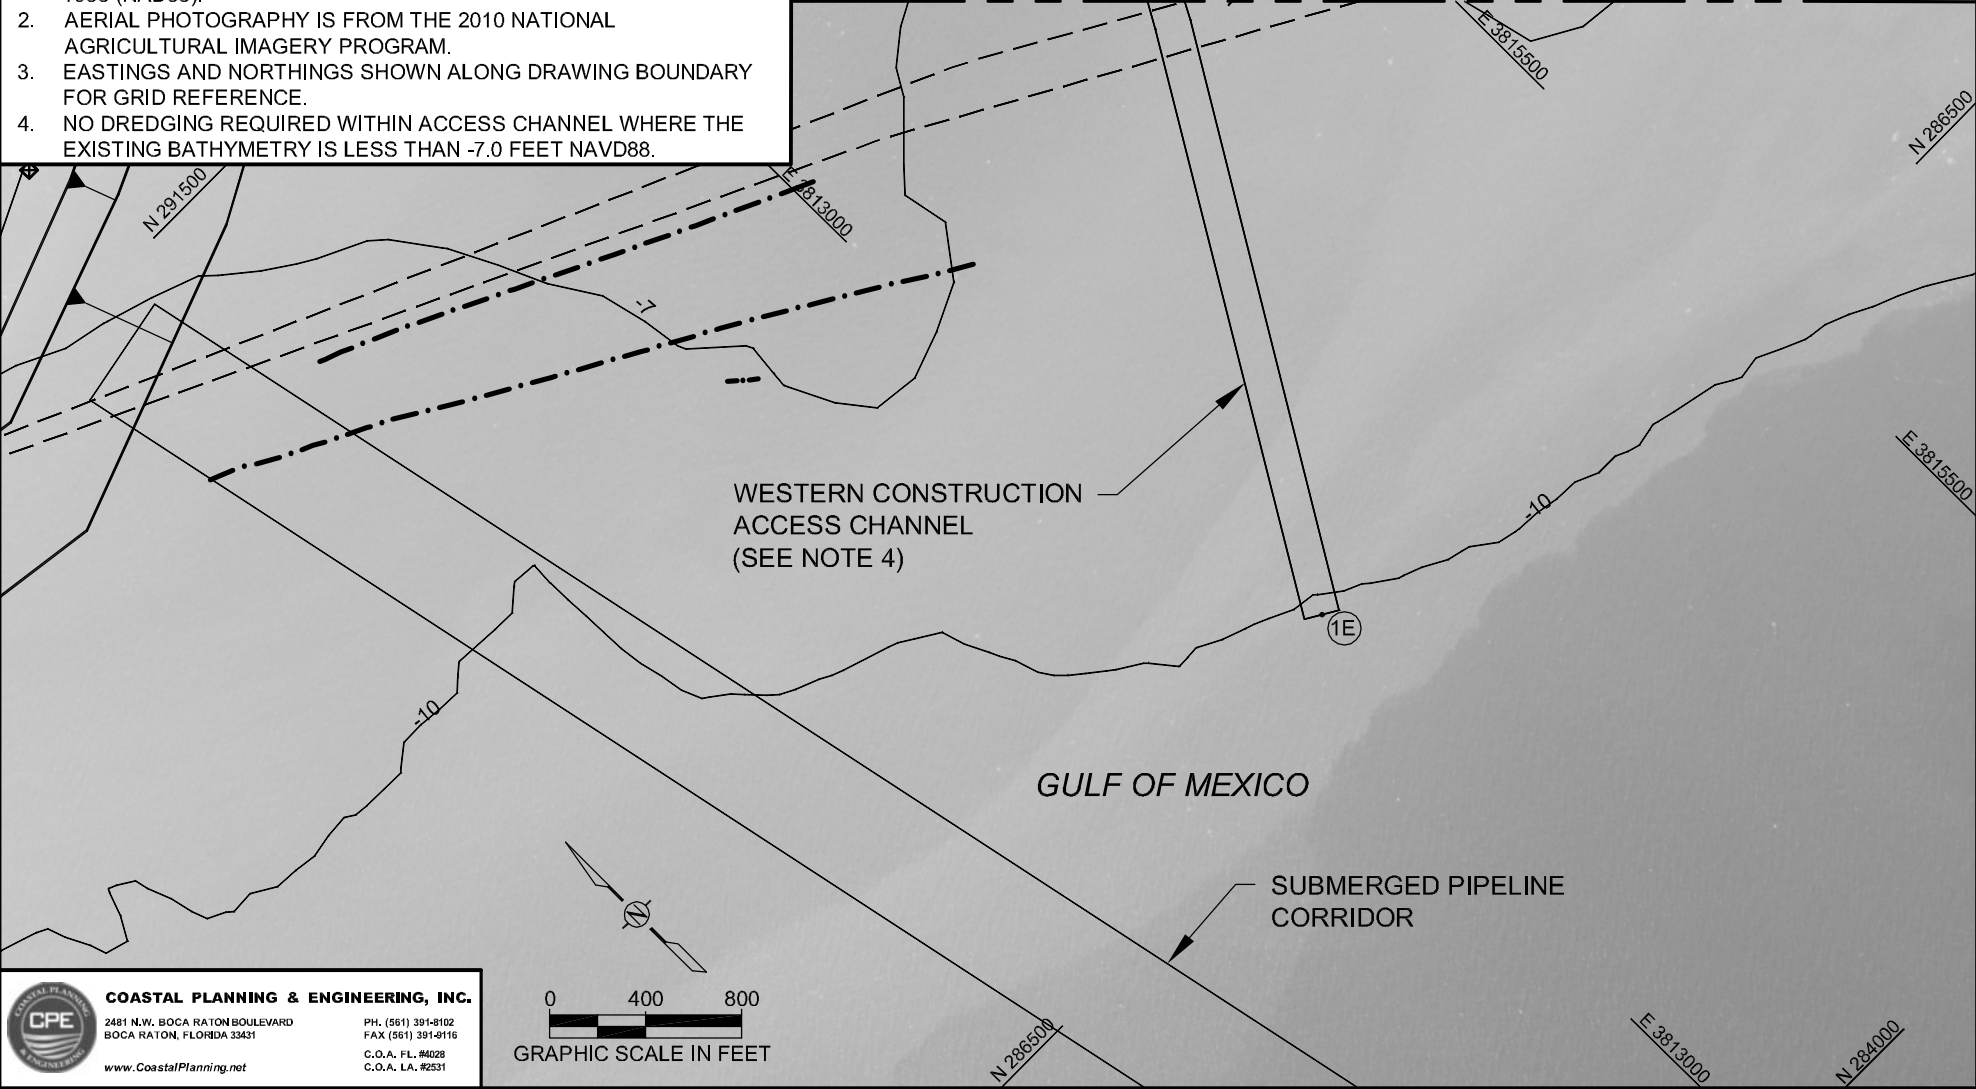 2. AERIAL PHOTOGRAPHY IS FROM THE 2010 NATIONAL
AGRICULTURAL IMAGERY PROGRAM.
3. EASTINGS AND NORTHINGS SHOWN ALONG DRAWING BOUNDARY
FOR GRID REFERENCE.
4. NO DREDGING REQUIRED WITHIN ACCESS CHANNEL WHERE THE
EXISTING BATHYMETRY IS LESS THAN -7.0 FEET NAVD88.
E 3815500
N 286500
N 291500
E 3813000
-7
WESTERN CONSTRUCTION
ACCESS CHANNEL
(SEE NOTE 4)
E 3815500
-10
1E
-10
GULF OF MEXICO
SUBMERGED PIPELINE
CORRIDOR
N
COASTAL PLANNING & ENGINEERING, INC.
2481 N.W. BOCA RATON BOULEVARD
BOCA RATON, FLORIDA 33431
PH. (561) 391-8102
FAX (561) 391-9116
C.O.A. FL. #4028
C.O.A. LA. #2531
www.CoastalPlanning.net
COASTAL PLANNING
CPE
& ENGINEERING
0 400 800
GRAPHIC SCALE IN FEET
N 286500
E 3813000
N 284000